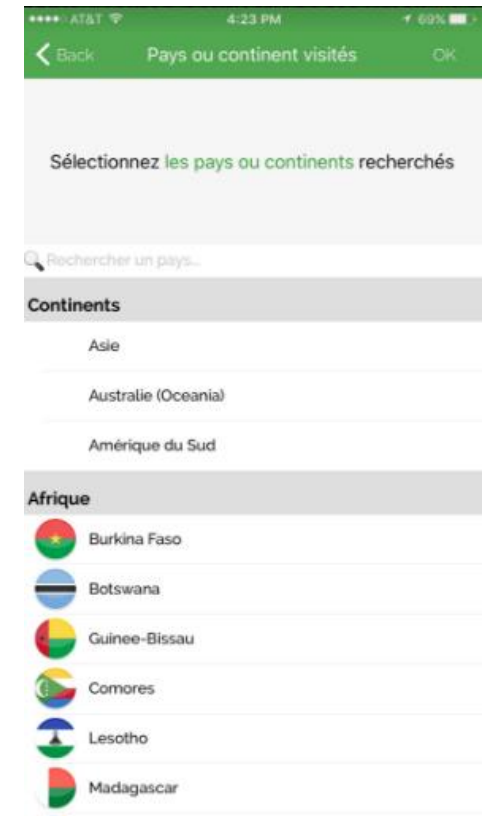 AT&T 4:23 PM 69%
Back Pays ou continent visités OK
Sélectionnez les pays ou continents recherchés
Rechercher un pays...
Continents
Asie
Australie (Oceania)
Amérique du Sud
Afrique
Burkina Faso
Botswana
Guinee-Bissau
Comores
Lesotho
Madagascar